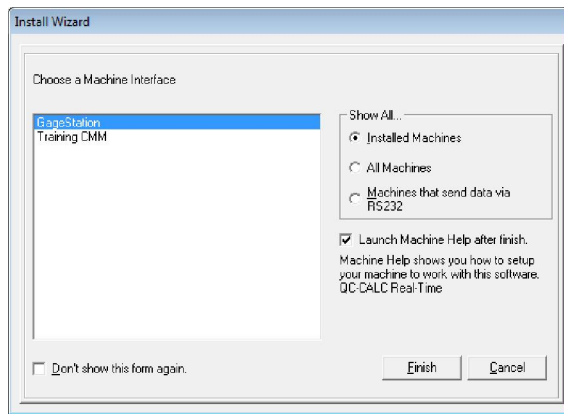 Install Wizard
Choose a Machine Interface
GageStation
Training CMM
Show All...
Installed Machines
All Machines
Machines that send data via
RS232
Launch Machine Help after finish.
Machine Help shows you how to setup
your machine to work with this software.
QC-CALC Real-Time
Don't show this form again.
Finish
Cancel